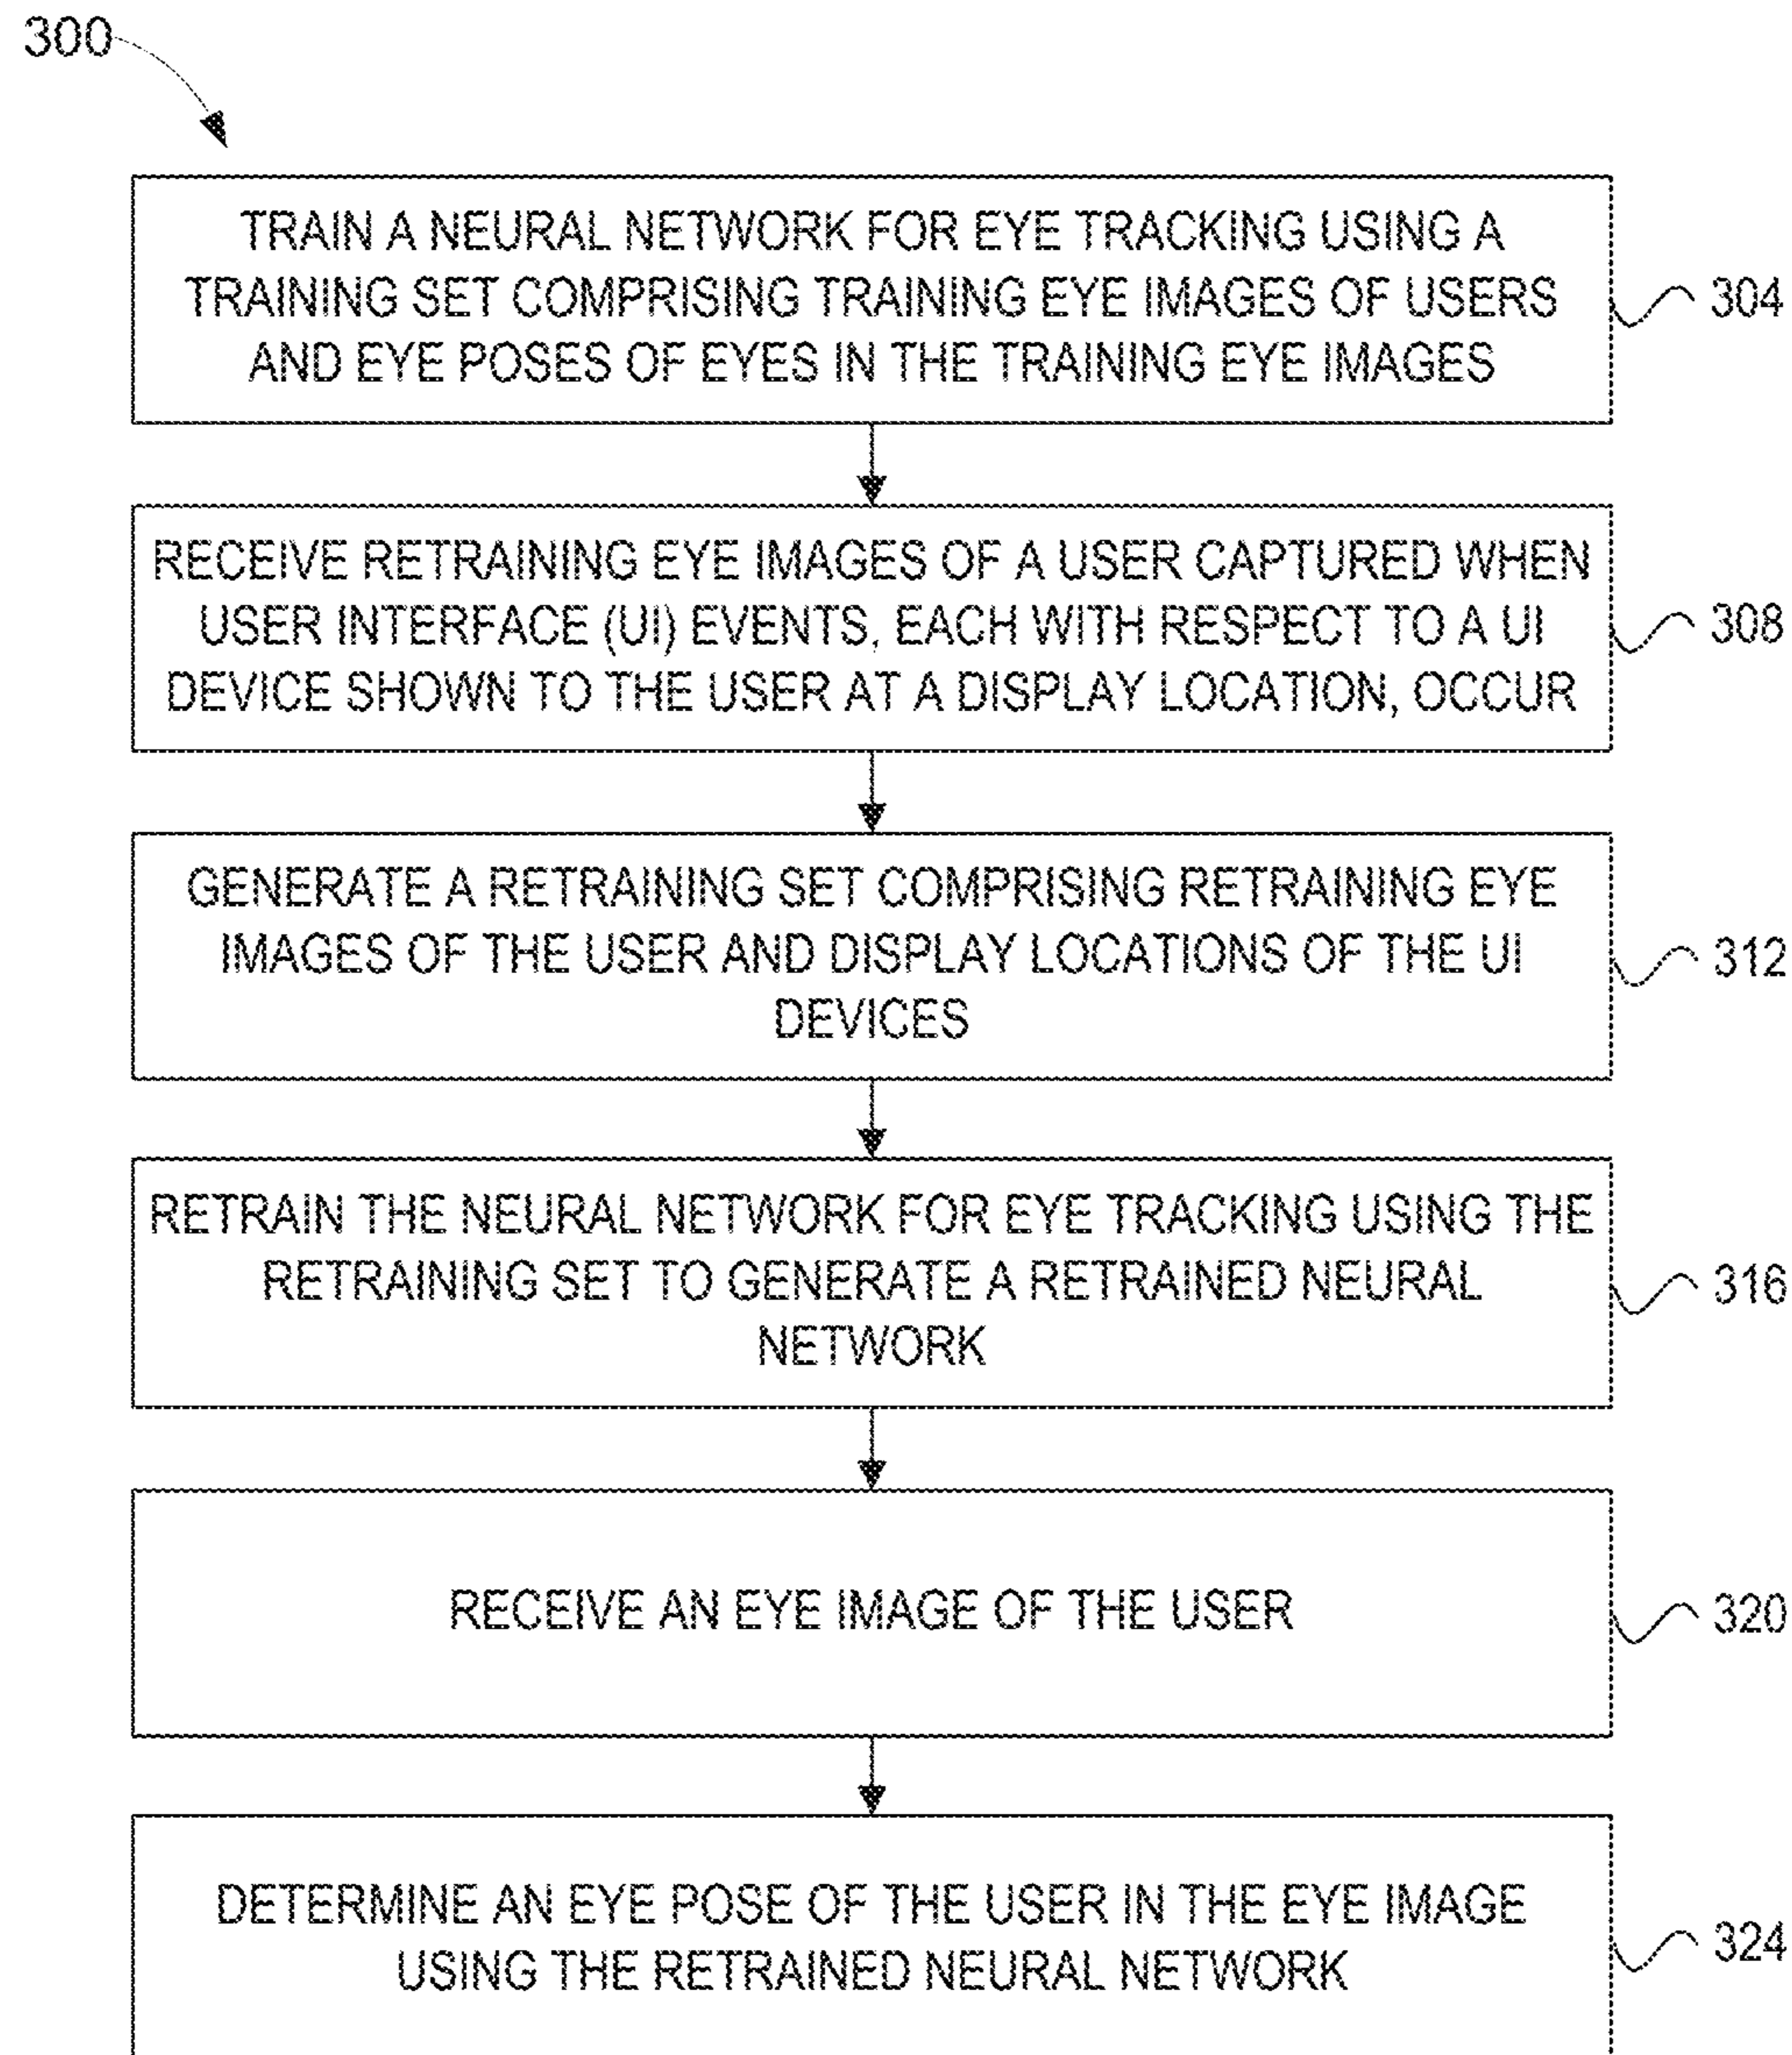 300
TRAIN A NEURAL NETWORK FOR EYE TRACKING USING A
TRAINING SET COMPRISING TRAINING EYE IMAGES OF USERS
AND EYE POSES OF EYES IN THE TRAINING EYE IMAGES
304
RECEIVE RETRAINING EYE IMAGES OF A USER CAPTURED WHEN
USER INTERFACE (UI) EVENTS, EACH WITH RESPECT TO A UI
DEVICE SHOWN TO THE USER AT A DISPLAY LOCATION, OCCUR
308
GENERATE A RETRAINING SET COMPRISING RETRAINING EYE
IMAGES OF THE USER AND DISPLAY LOCATIONS OF THE UI
DEVICES
312
RETRAIN THE NEURAL NETWORK FOR EYE TRACKING USING THE
RETRAINING SET TO GENERATE A RETRAINED NEURAL
NETWORK
316
RECEIVE AN EYE IMAGE OF THE USER
320
DETERMINE AN EYE POSE OF THE USER IN THE EYE IMAGE
USING THE RETRAINED NEURAL NETWORK
324